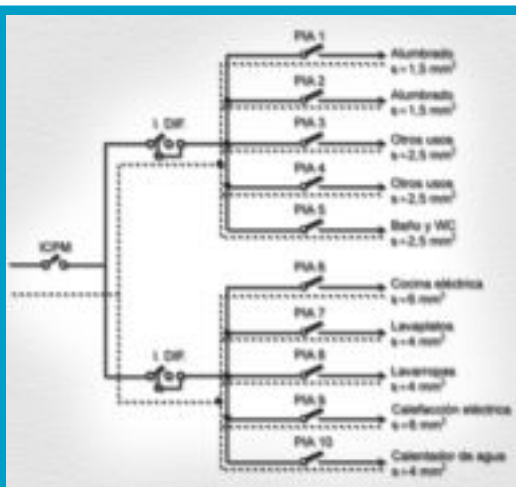 PIA 1
Alumbrado
s=1,5 mm²
PIA 2
Alumbrado
s=1,5 mm²
I. DIF.
PIA 3
Otros usos
s=2,5 mm²
PIA 4
Otros usos
s=2,5 mm²
PIA 5
Baño y WC
s=2,5 mm²
ICPM
PIA 6
Cocina eléctrica
s=6 mm²
PIA 7
Lavaplatos
s=4 mm²
I. DIF.
PIA 8
Lavarropas
s=4 mm²
PIA 9
Calefacción eléctrica
s=6 mm²
PIA 10
Calentador de agua
s=4 mm²